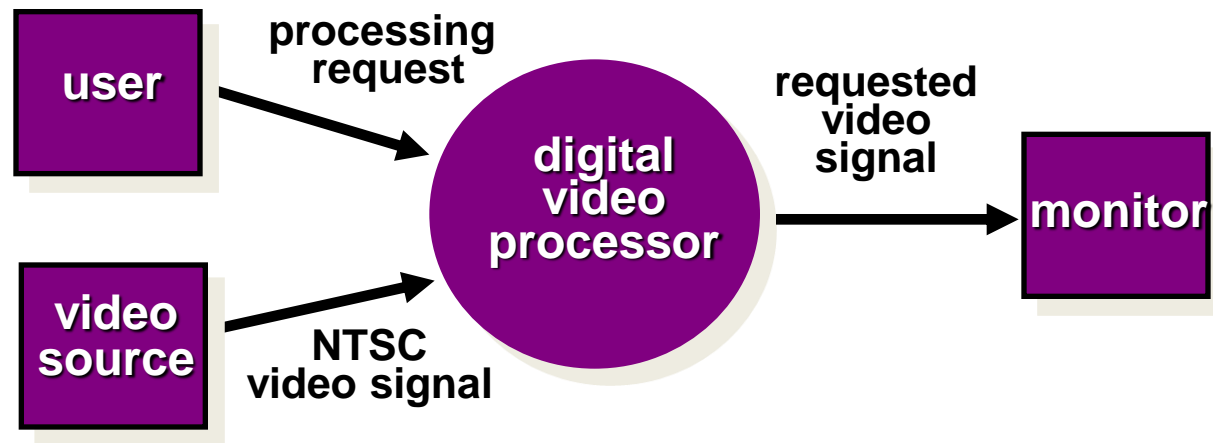 user
processing
request
digital
video
processor
requested
video
signal
monitor
video
source
NTSC
video signal